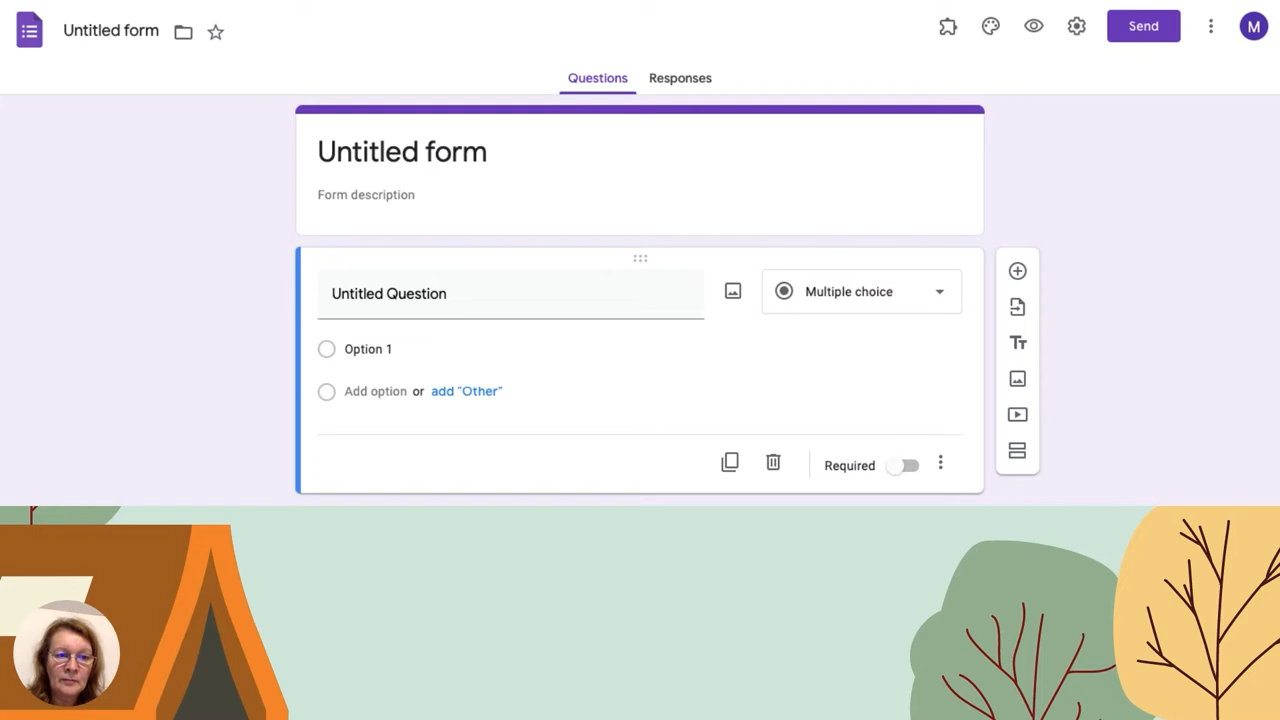 Untitled form
Send
M
Questions Responses
Untitled form
Form description
Untitled Question
Multiple choice
Option 1
Add option or add "Other"
Required